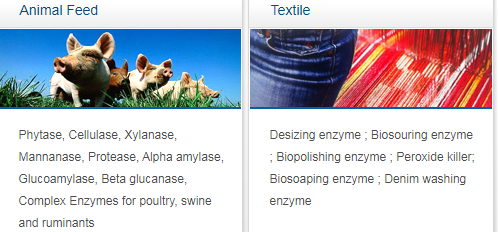 Animal Feed
Phytase, Cellulase, Xylanase,
Mannanase, Protease, Alpha amylase,
Glucoamylase, Beta glucanase,
Complex Enzymes for poultry, swine
and ruminants
Textile
Desizing enzyme ; Biosouring enzyme
; Biopolishing enzyme ; Peroxide killer;
Biosoaping enzyme ; Denim washing
enzyme